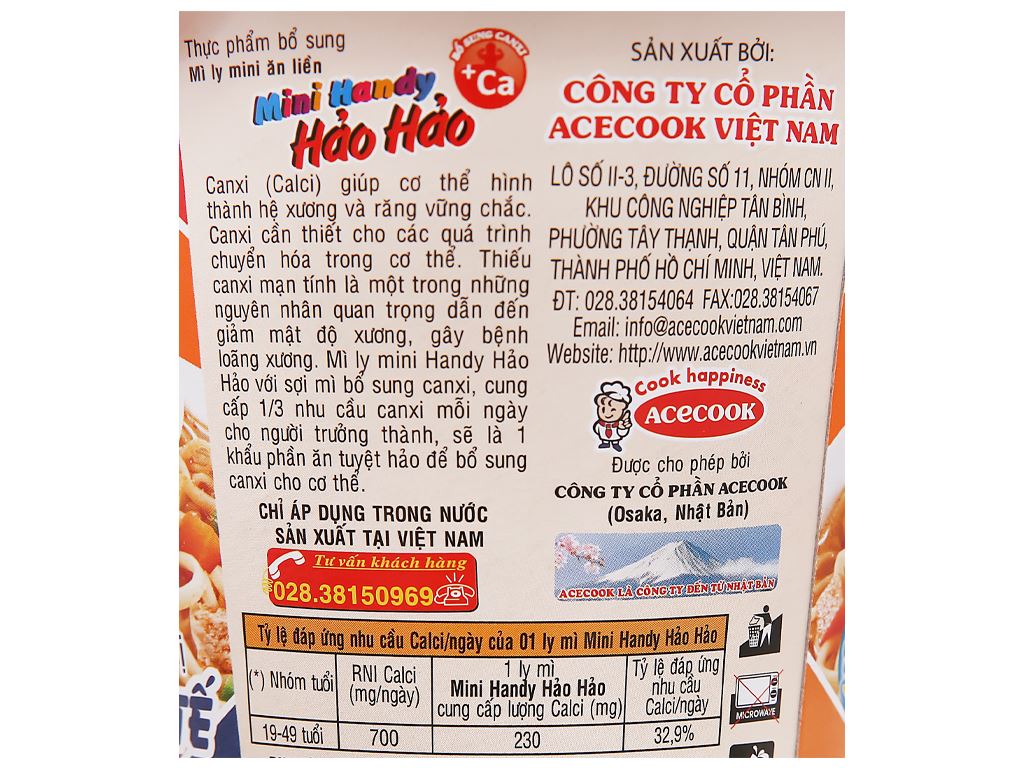 Thực phẩm bổ sung
Mì ly mini ăn liền
BỔ SUNG CANXI
+Ca
Mini Handy
Hảo Hảo
Canxi (Calci) giúp cơ thể hình
thành hệ xương và răng vững chắc.
Canxi cần thiết cho các quá trình
chuyển hóa trong cơ thể. Thiếu
canxi mạn tính là một trong những
nguyên nhân quan trọng dẫn đến
giảm mật độ xương, gây bệnh
loãng xương. Mì ly mini Handy Hảo
Hảo với sợi mì bổ sung canxi, cung
cấp 1/3 nhu cầu canxi mỗi ngày
cho người trưởng thành, sẽ là 1
khẩu phần ăn tuyệt hảo để bổ sung
canxi cho cơ thể.
CHỈ ÁP DỤNG TRONG NƯỚC
SẢN XUẤT TẠI VIỆT NAM
Tư vấn khách hàng
028.38150969
SẢN XUẤT BỞI:
CÔNG TY CỔ PHẦN
ACECOOK VIỆT NAM
LÔ SỐ II-3, ĐƯỜNG SỐ 11, NHÓM CN II,
KHU CÔNG NGHIỆP TÂN BÌNH,
PHƯỜNG TÂY THẠNH, QUẬN TÂN PHÚ,
THÀNH PHỐ HỒ CHÍ MINH, VIỆT NAM.
ĐT: 028.38154064 FAX:028.38154067
Email: info@acecookvietnam.com
Website: http://www.acecookvietnam.vn
Cook happiness
ACECOOK
Được cho phép bởi
CÔNG TY CỔ PHẦN ACECOOK
(Osaka, Nhật Bản)
ACECOOK LÀ CÔNG TY ĐẾN TỪ NHẬT BẢN
Tỷ lệ đáp ứng nhu cầu Calci/ngày của 01 ly mì Mini Handy Hảo Hảo
(*) Nhóm tuổi
RNI Calci
(mg/ngày)
1 ly mì
Mini Handy Hảo Hảo
cung cấp lượng Calci (mg)
Tỷ lệ đáp ứng
nhu cầu
Calci/ngày
19-49 tuổi 700 230 32,9%
MICROWAVE